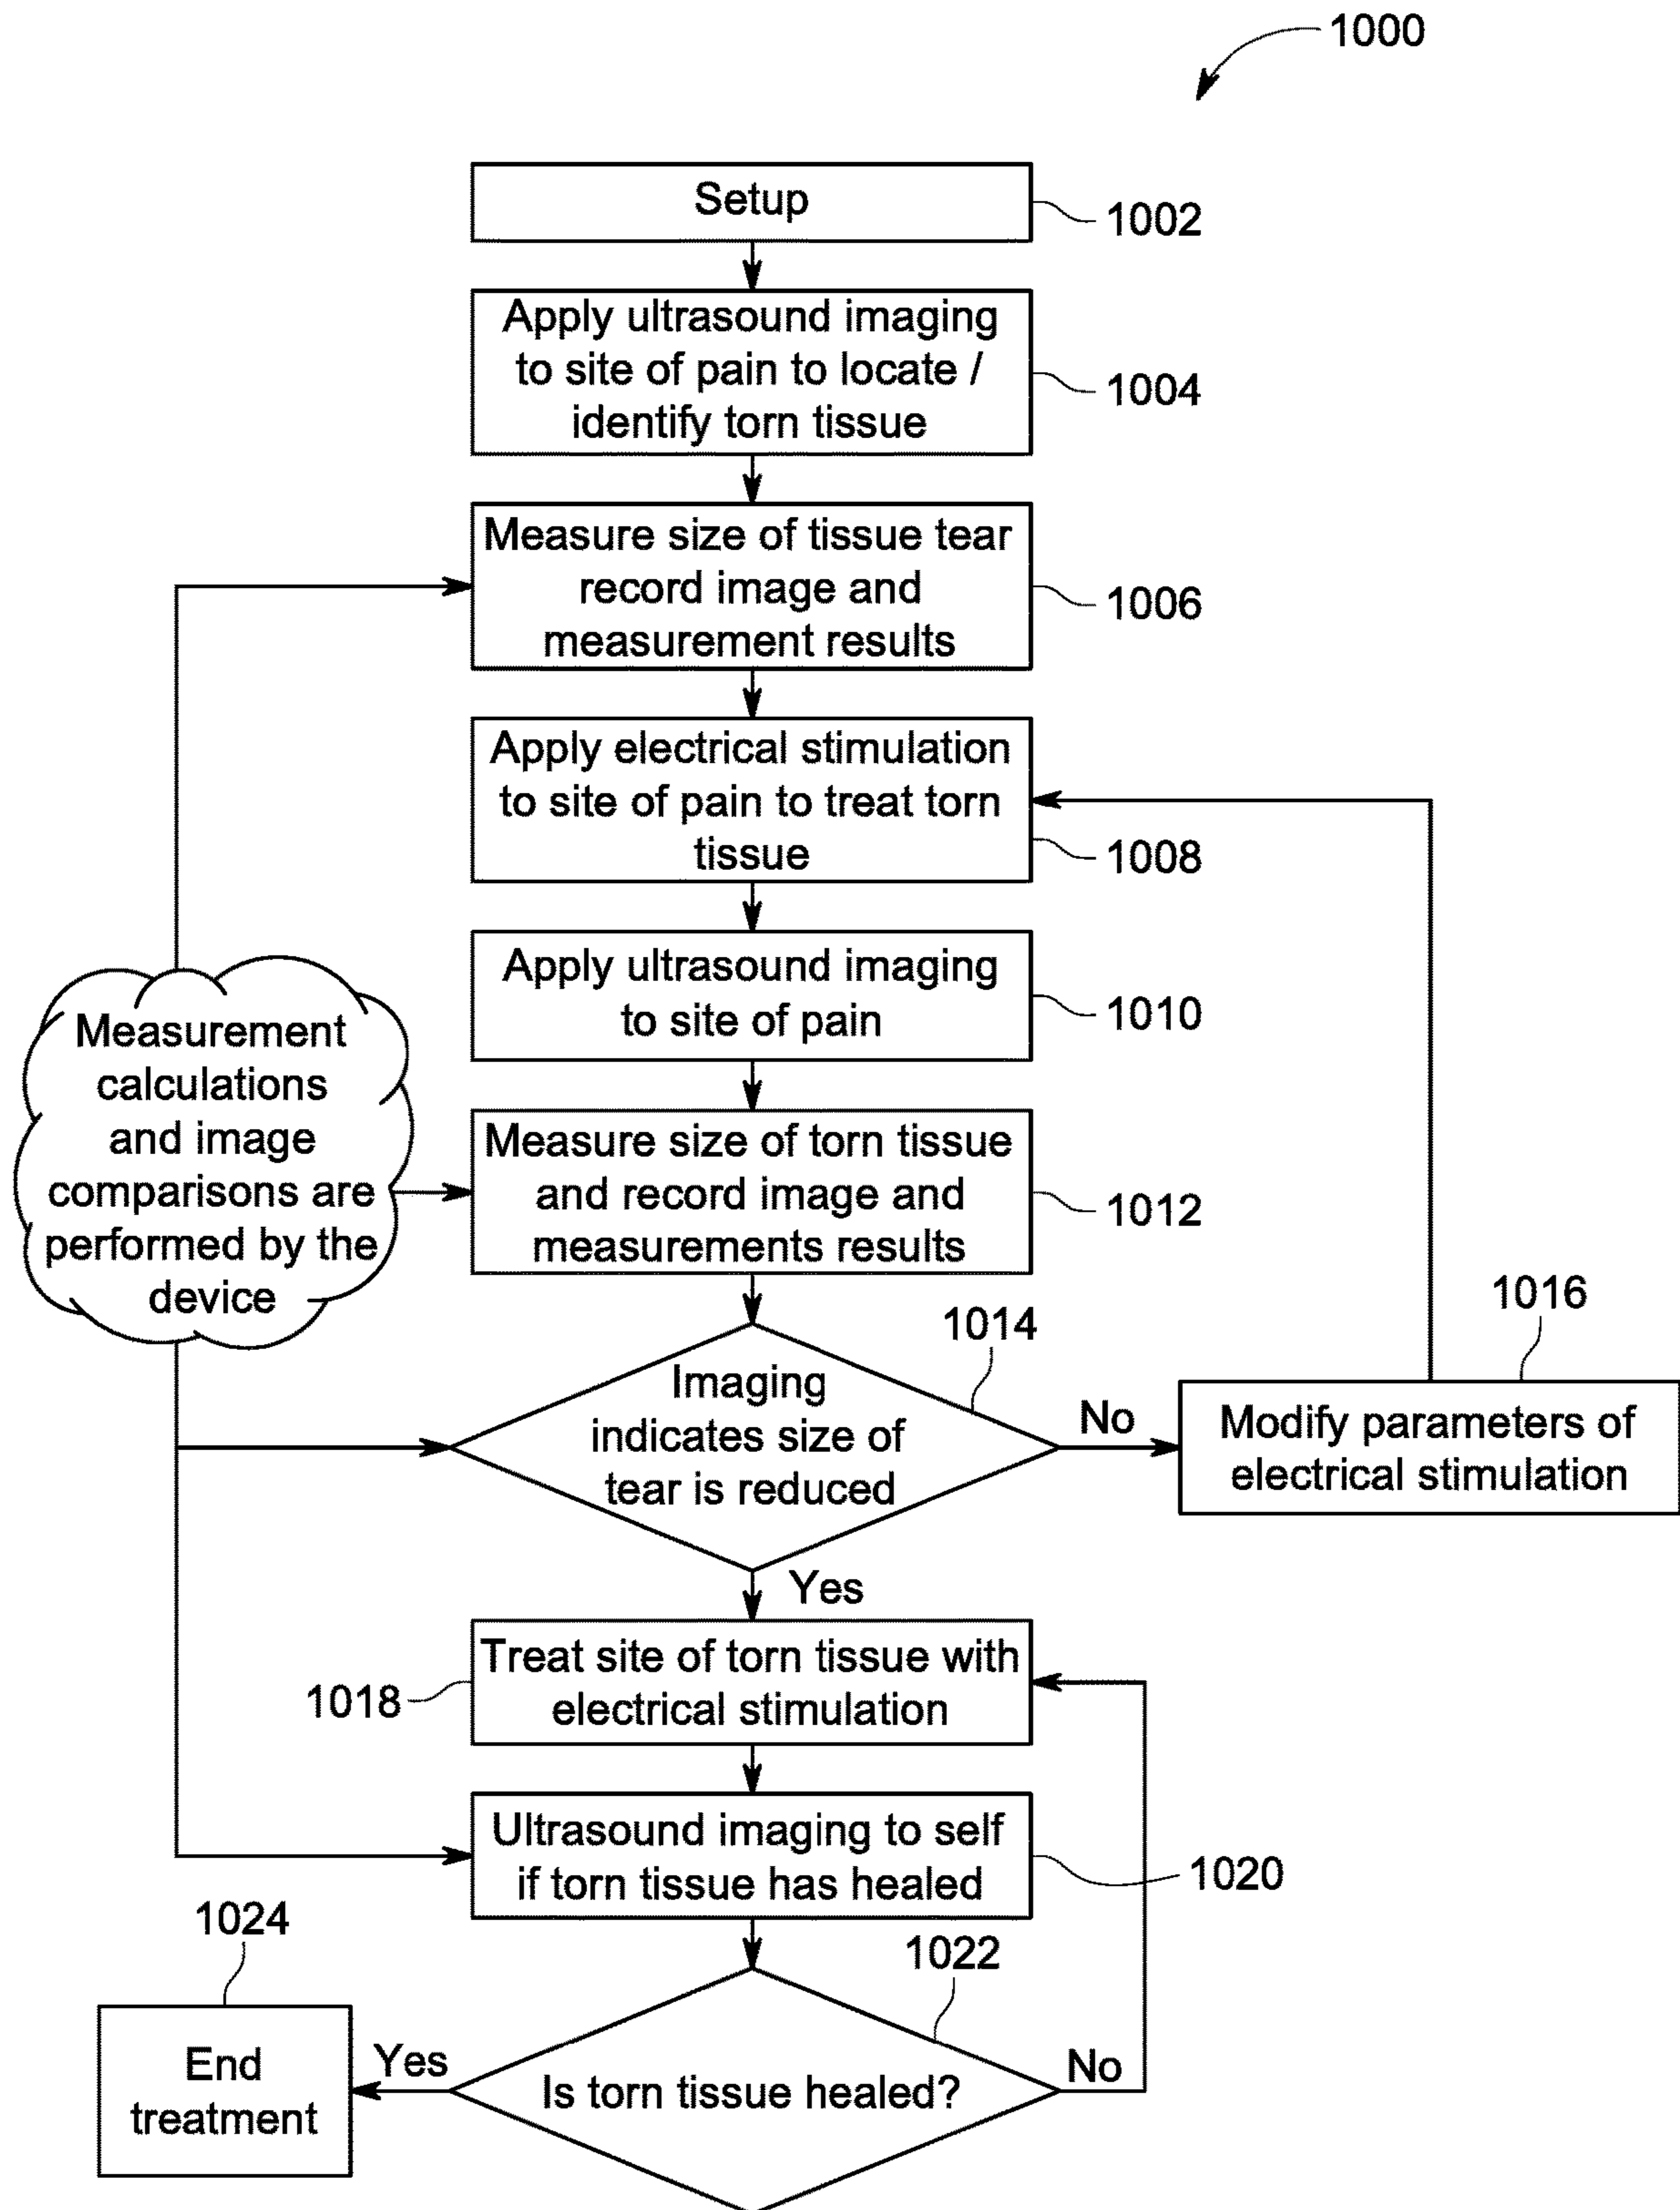 1000
Setup
1002
Apply ultrasound imaging
to site of pain to locate /
identify torn tissue
1004
Measure size of tissue tear
record image and
measurement results
1006
Apply electrical stimulation
to site of pain to treat torn
tissue
1008
Apply ultrasound imaging
to site of pain
1010
Measurement
calculations
and image
comparisons are
performed by the
device
Measure size of torn tissue
and record image and
measurements results
1012
1014
Imaging
indicates size of
tear is reduced
No
1016
Modify parameters of
electrical stimulation
Yes
Treat site of torn tissue with
electrical stimulation
1018
Ultrasound imaging to self
if torn tissue has healed
1020
1022
Is torn tissue healed?
No
Yes
1024
End
treatment